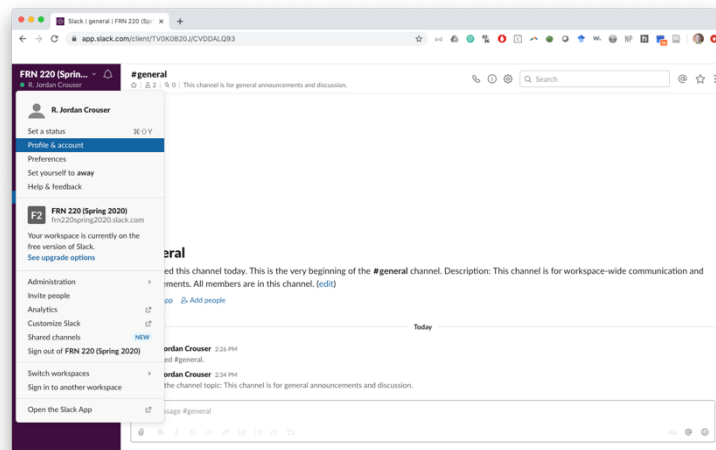 Slack | general | FRN 220 (Spr
app.slack.com/client/TV0K0B20J/CVDDALQ93
FRN 220 (Sprin...
R. Jordan Crouser
#general
2 | 0 | This channel is for general announcements and discussion.
Search
R. Jordan Crouser
Set a status ⌘⇧Y
Profile & account
Preferences
Set yourself to away
Help & feedback
F2
FRN 220 (Spring 2020)
frn220spring2020.slack.com
Your workspace is currently on the
free version of Slack.
See upgrade options
Administration
Invite people
Analytics
Customize Slack
Shared channels NEW
Sign out of FRN 220 (Spring 2020)
Switch workspaces
Sign in to another workspace
Open the Slack App
eral
ed this channel today. This is the very beginning of the #general channel. Description: This channel is for workspace-wide communication and
ements. All members are in this channel. (edit)
pp Add people
Today
ordan Crouser 2:26 PM
ed #general.
ordan Crouser 2:34 PM
the channel topic: This channel is for general announcements and discussion.
sage #general